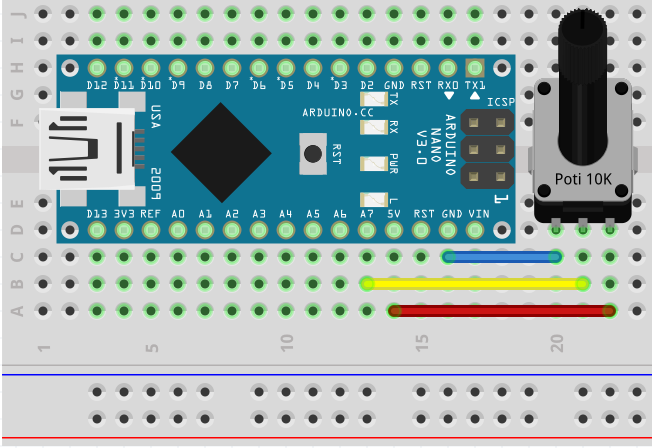 J
I
H
G
F
E
D
C
B
A
D12 D11 D10 D9 D8 D7 D6 D5 D4 D3 D2 GND RST RX0 TX1
USA
2009
ARDUINO.CC
RST
TX
RX
PWR
L
ARDUINO
NANO
V3.0
ICSP
1
D13 3V3 REF A0 A1 A2 A3 A4 A5 A6 A7 5V RST GND VIN
Poti 10K
1 5 10 15 20